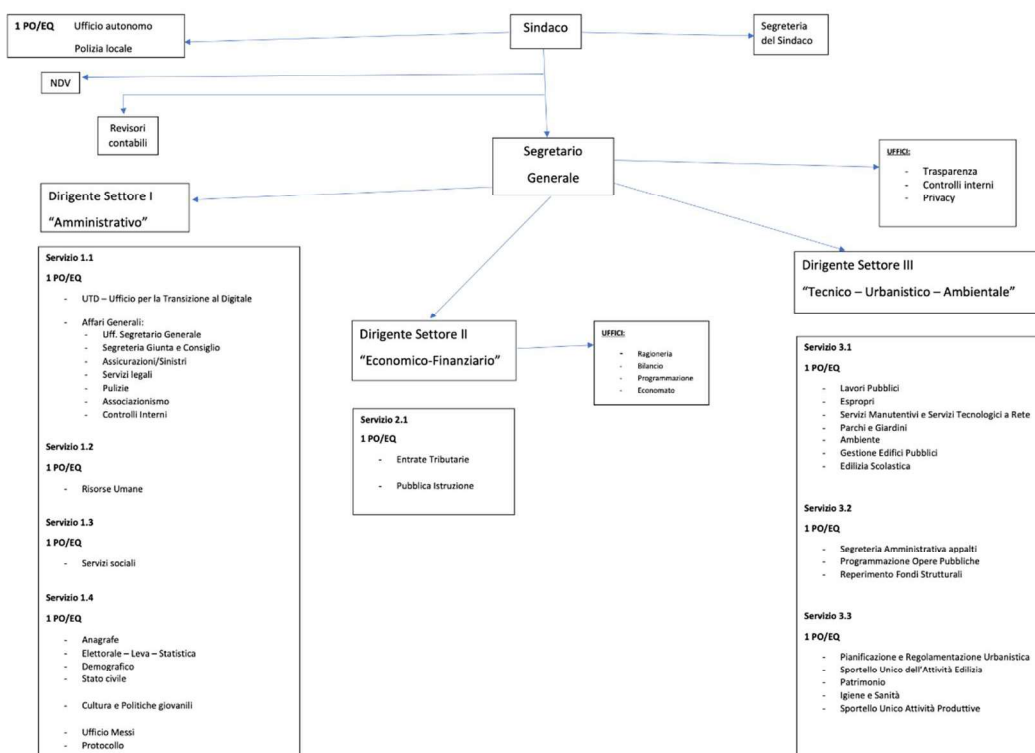 1 PO/EQ Ufficio autonomo
Polizia locale
Sindaco
Segreteria
del Sindaco
NDV
Revisori
contabili
Segretario
Generale
UFFICI:
- Trasparenza
- Controlli interni
- Privacy
Dirigente Settore I
“Amministrativo”
Servizio 1.1
1 PO/EQ
- UTD – Ufficio per la Transizione al Digitale
- Affari Generali:
- Uff. Segretario Generale
- Segreteria Giunta e Consiglio
- Assicurazioni/Sinistri
- Servizi legali
- Pulizie
- Associazionismo
- Controlli Interni
Servizio 1.2
1 PO/EQ
- Risorse Umane
Servizio 1.3
1 PO/EQ
- Servizi sociali
Servizio 1.4
1 PO/EQ
- Anagrafe
- Elettorale – Leva – Statistica
- Demografico
- Stato civile
- Cultura e Politiche giovanili
- Ufficio Messi
- Protocollo
Dirigente Settore II
“Economico-Finanziario”
UFFICI:
- Ragioneria
- Bilancio
- Programmazione
- Economato
Servizio 2.1
1 PO/EQ
- Entrate Tributarie
- Pubblica Istruzione
Dirigente Settore III
“Tecnico – Urbanistico – Ambientale”
Servizio 3.1
1 PO/EQ
- Lavori Pubblici
- Espropri
- Servizi Manutentivi e Servizi Tecnologici a Rete
- Parchi e Giardini
- Ambiente
- Gestione Edifici Pubblici
- Edilizia Scolastica
Servizio 3.2
1 PO/EQ
- Segreteria Amministrativa appalti
- Programmazione Opere Pubbliche
- Reperimento Fondi Strutturali
Servizio 3.3
1 PO/EQ
- Pianificazione e Regolamentazione Urbanistica
- Sportello Unico dell’Attività Edilizia
- Patrimonio
- Igiene e Sanità
- Sportello Unico Attività Produttive